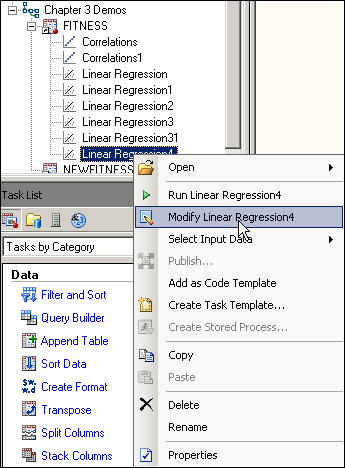 Chapter 3 Demos
FITNESS
Correlations
Correlations1
Linear Regression
Linear Regression1
Linear Regression2
Linear Regression3
Linear Regression31
Linear Regression4
NEWFITNESS
Open
Run Linear Regression4
Modify Linear Regression4
Select Input Data
Publish...
Add as Code Template
Create Task Template...
Create Stored Process...
Copy
Paste
Delete
Rename
Properties
Task List
Tasks by Category
Data
Filter and Sort
Query Builder
Append Table
Sort Data
Create Format
Transpose
Split Columns
Stack Columns